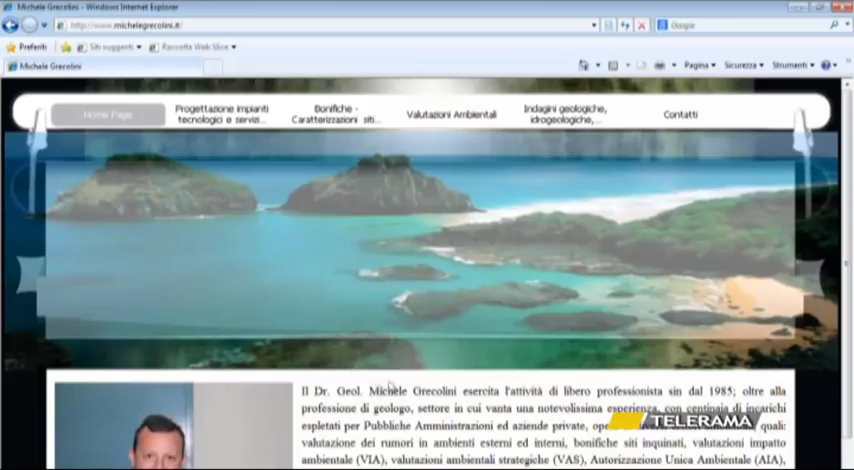 Michele Grecolini - Windows Internet Explorer
http://www.michelegrecolini.it/
Google
Preferiti
Siti suggeriti
Raccolta Web Slice
Michele Grecolini
Pagina
Sicurezza
Strumenti
Home Page
Progettazione impianti
tecnologici e servizi...
Bonifiche -
Caratterizzazioni siti...
Valutazioni Ambientali
Indagini geologiche,
idrogeologiche,...
Contatti
Il Dr. Geol. Michele Grecolini esercita l'attività di libero professionista sin dal 1985; oltre alla
professione di geologo, settore in cui vanta una notevolissima esperienza, con centinaia di incarichi
espletati per Pubbliche Amministrazioni ed aziende private, quali:
TELERAMA
valutazione dei rumori in ambienti esterni ed interni, bonifiche siti inquinati, valutazioni impatto
ambientale (VIA), valutazioni ambientali strategiche (VAS), Autorizzazione Unica Ambientale (AUA),